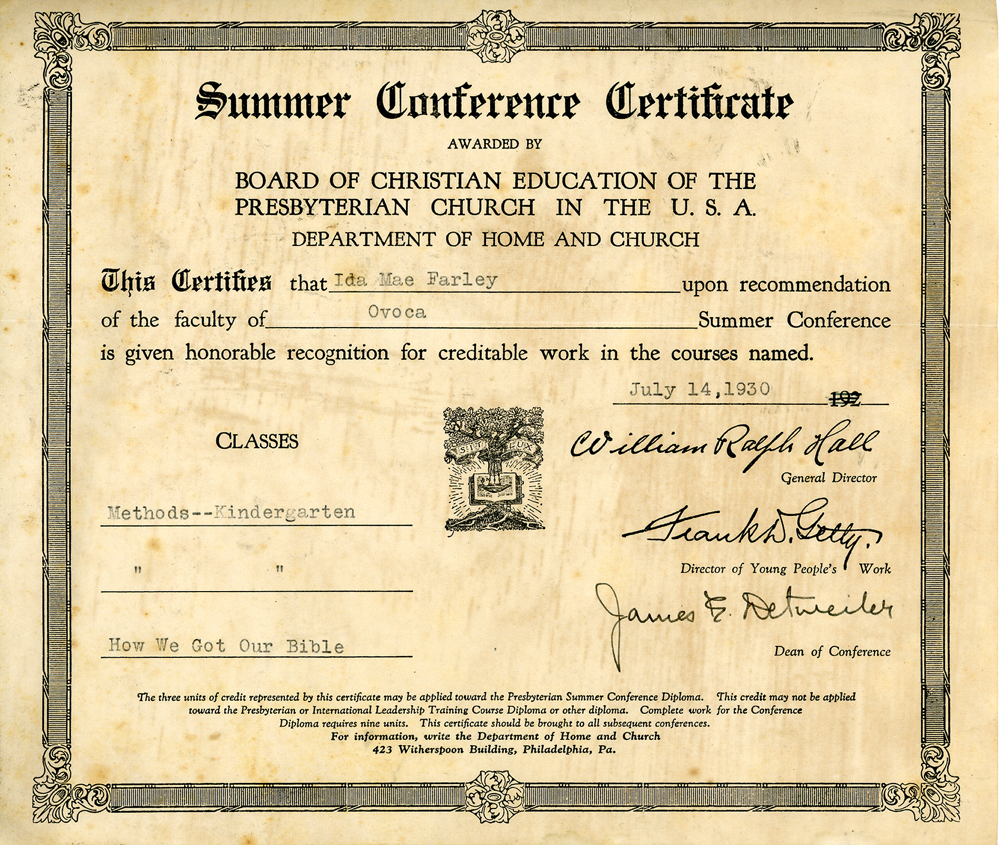 Summer Conference Certificate
AWARDED BY
BOARD OF CHRISTIAN EDUCATION OF THE
PRESBYTERIAN CHURCH IN THE U. S. A.
DEPARTMENT OF HOME AND CHURCH
This Certifies that Ida Mae Farley upon recommendation
of the faculty of Ovoca Summer Conference
is given honorable recognition for creditable work in the courses named.
July 14,1930 192
CLASSES
Methods--Kindergarten
" "
How We Got Our Bible
LUX
William Ralph Hall
General Director
Frank D. Getty.
Director of Young People's Work
James E. Detweiler
Dean of Conference
The three units of credit represented by this certificate may be applied toward the Presbyterian Summer Conference Diploma. This credit may not be applied
toward the Presbyterian or International Leadership Training Course Diploma or other diploma. Complete work for the Conference
Diploma requires nine units. This certificate should be brought to all subsequent conferences.
For information, write the Department of Home and Church
423 Witherspoon Building, Philadelphia, Pa.